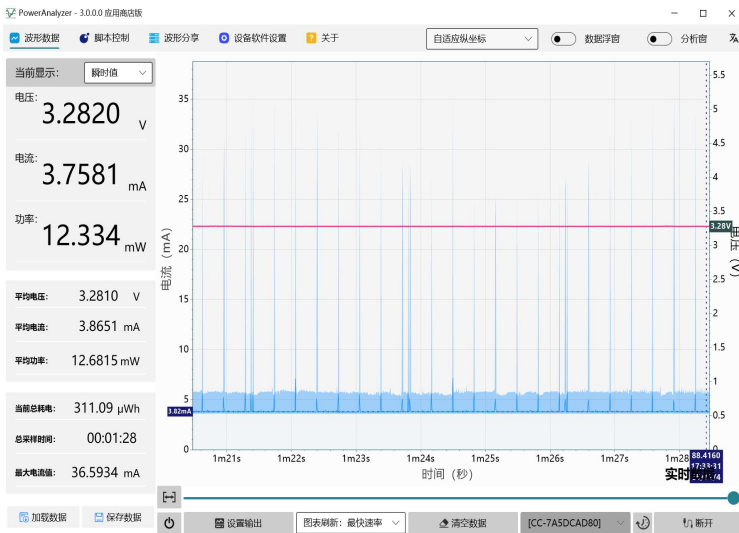 PowerAnalyzer - 3.0.0.0 应用商店版
波形数据 脚本控制 波形分享 设备软件设置 关于 自适应纵坐标 数据浮窗 分析窗
当前显示： 瞬时值
电压：
3.2820 V
电流：
3.7581 mA
功率：
12.334 mW
平均电压： 3.2810 V
平均电流： 3.8651 mA
平均功率： 12.6815 mW
当前总耗电： 311.09 μWh
总采样时间： 00:01:28
最大电流值： 36.5934 mA
加载数据 保存数据
电流（mA）
35
30
25
20
15
10
5
0
3.82mA
5.5
5
4.5
4
3.5
3
2.5
2
1.5
1
0.5
0
3.28V
电压（V）
1m21s 1m22s 1m23s 1m24s 1m25s 1m26s 1m27s 1m28
时间（秒）
88.4160
17:33:31
实时
设置输出 图表刷新：最快速率 清空数据 [CC-7A5DCAD80] 断开